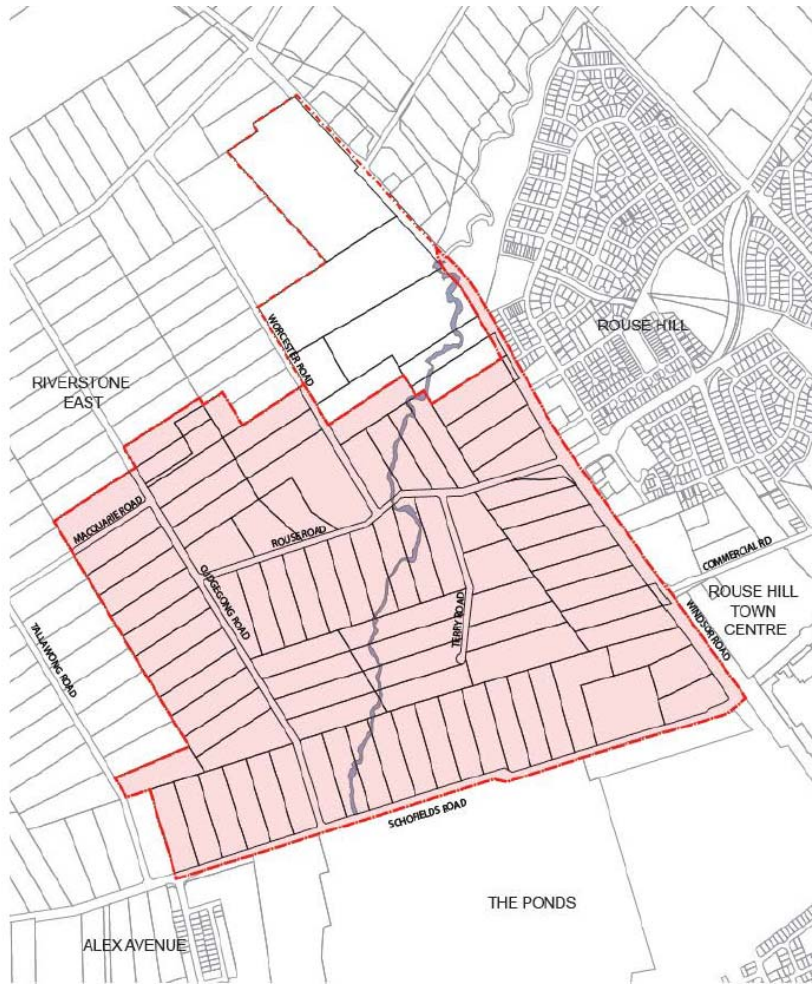 WORCESTER ROAD
ROUSE HILL
RIVERSTONE
EAST
MACQUARIE ROAD
ROUSE ROAD
CUDGEGONG ROAD
COMMERCIAL RD
ROUSE HILL
TOWN
CENTRE
WINDSOR ROAD
TERRY ROAD
TALLAWONG ROAD
SCHOFIELDS ROAD
THE PONDS
ALEX AVENUE